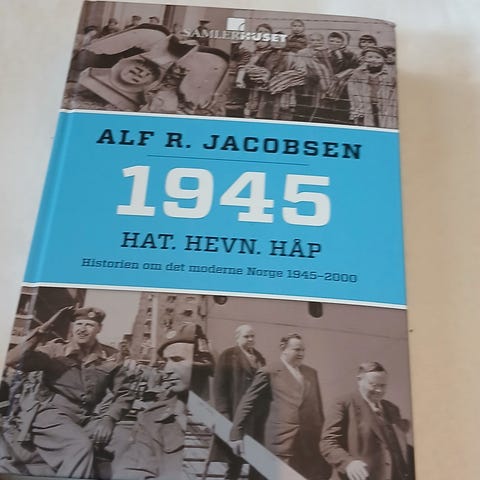 SAMLERHUSET
ALF R. JACOBSEN
1945
HAT. HEVN. HÅP
Historien om det moderne Norge 1945–2000